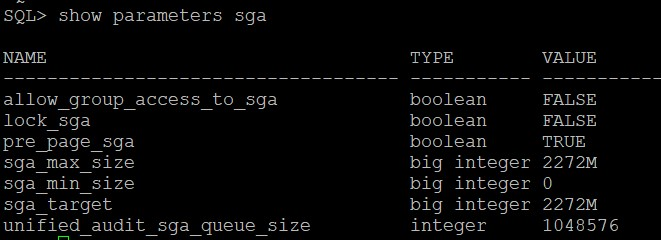 SQL> show parameters sga
NAME TYPE VALUE
------------------------------------ ----------- -----------
allow_group_access_to_sga boolean FALSE
lock_sga boolean FALSE
pre_page_sga boolean TRUE
sga_max_size big integer 2272M
sga_min_size big integer 0
sga_target big integer 2272M
unified_audit_sga_queue_size integer 1048576